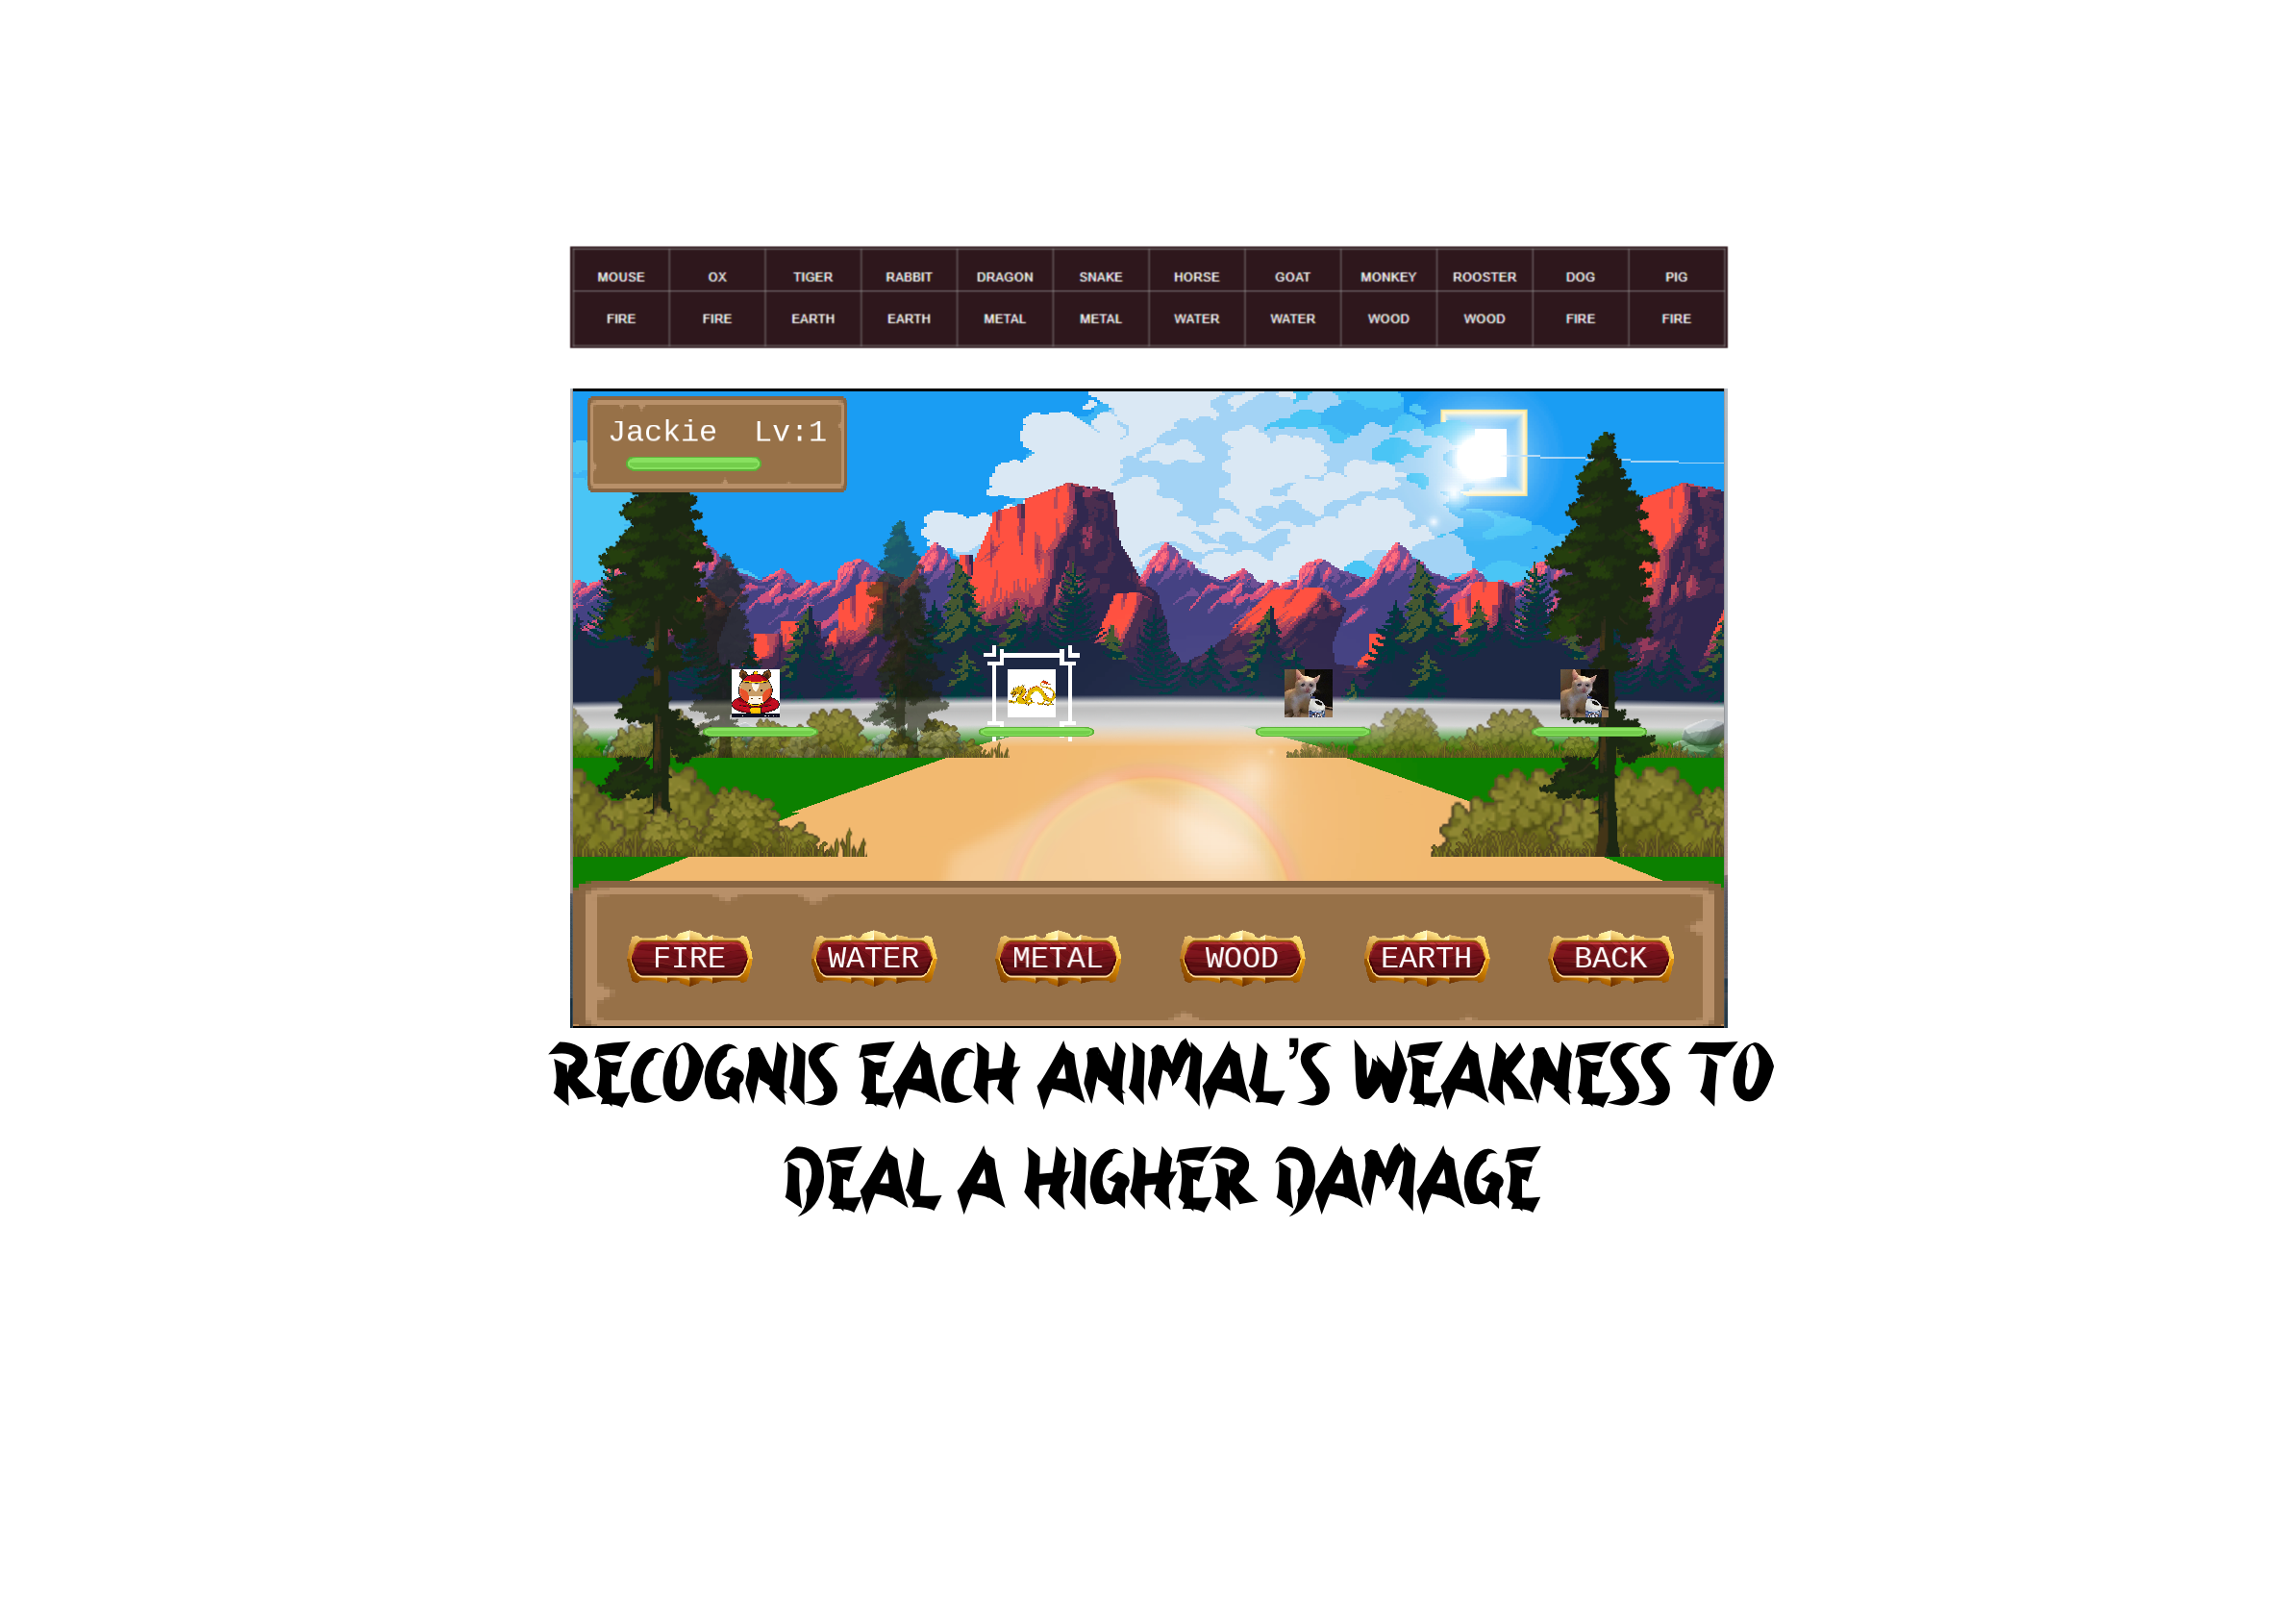 MOUSE OX TIGER RABBIT DRAGON SNAKE HORSE GOAT MONKEY ROOSTER DOG PIG
FIRE FIRE EARTH EARTH METAL METAL WATER WATER WOOD WOOD FIRE FIRE
Jackie Lv:1
FIRE WATER METAL WOOD EARTH BACK
RECOGNIS EACH ANIMAL'S WEAKNESS TO
DEAL A HIGHER DAMAGE